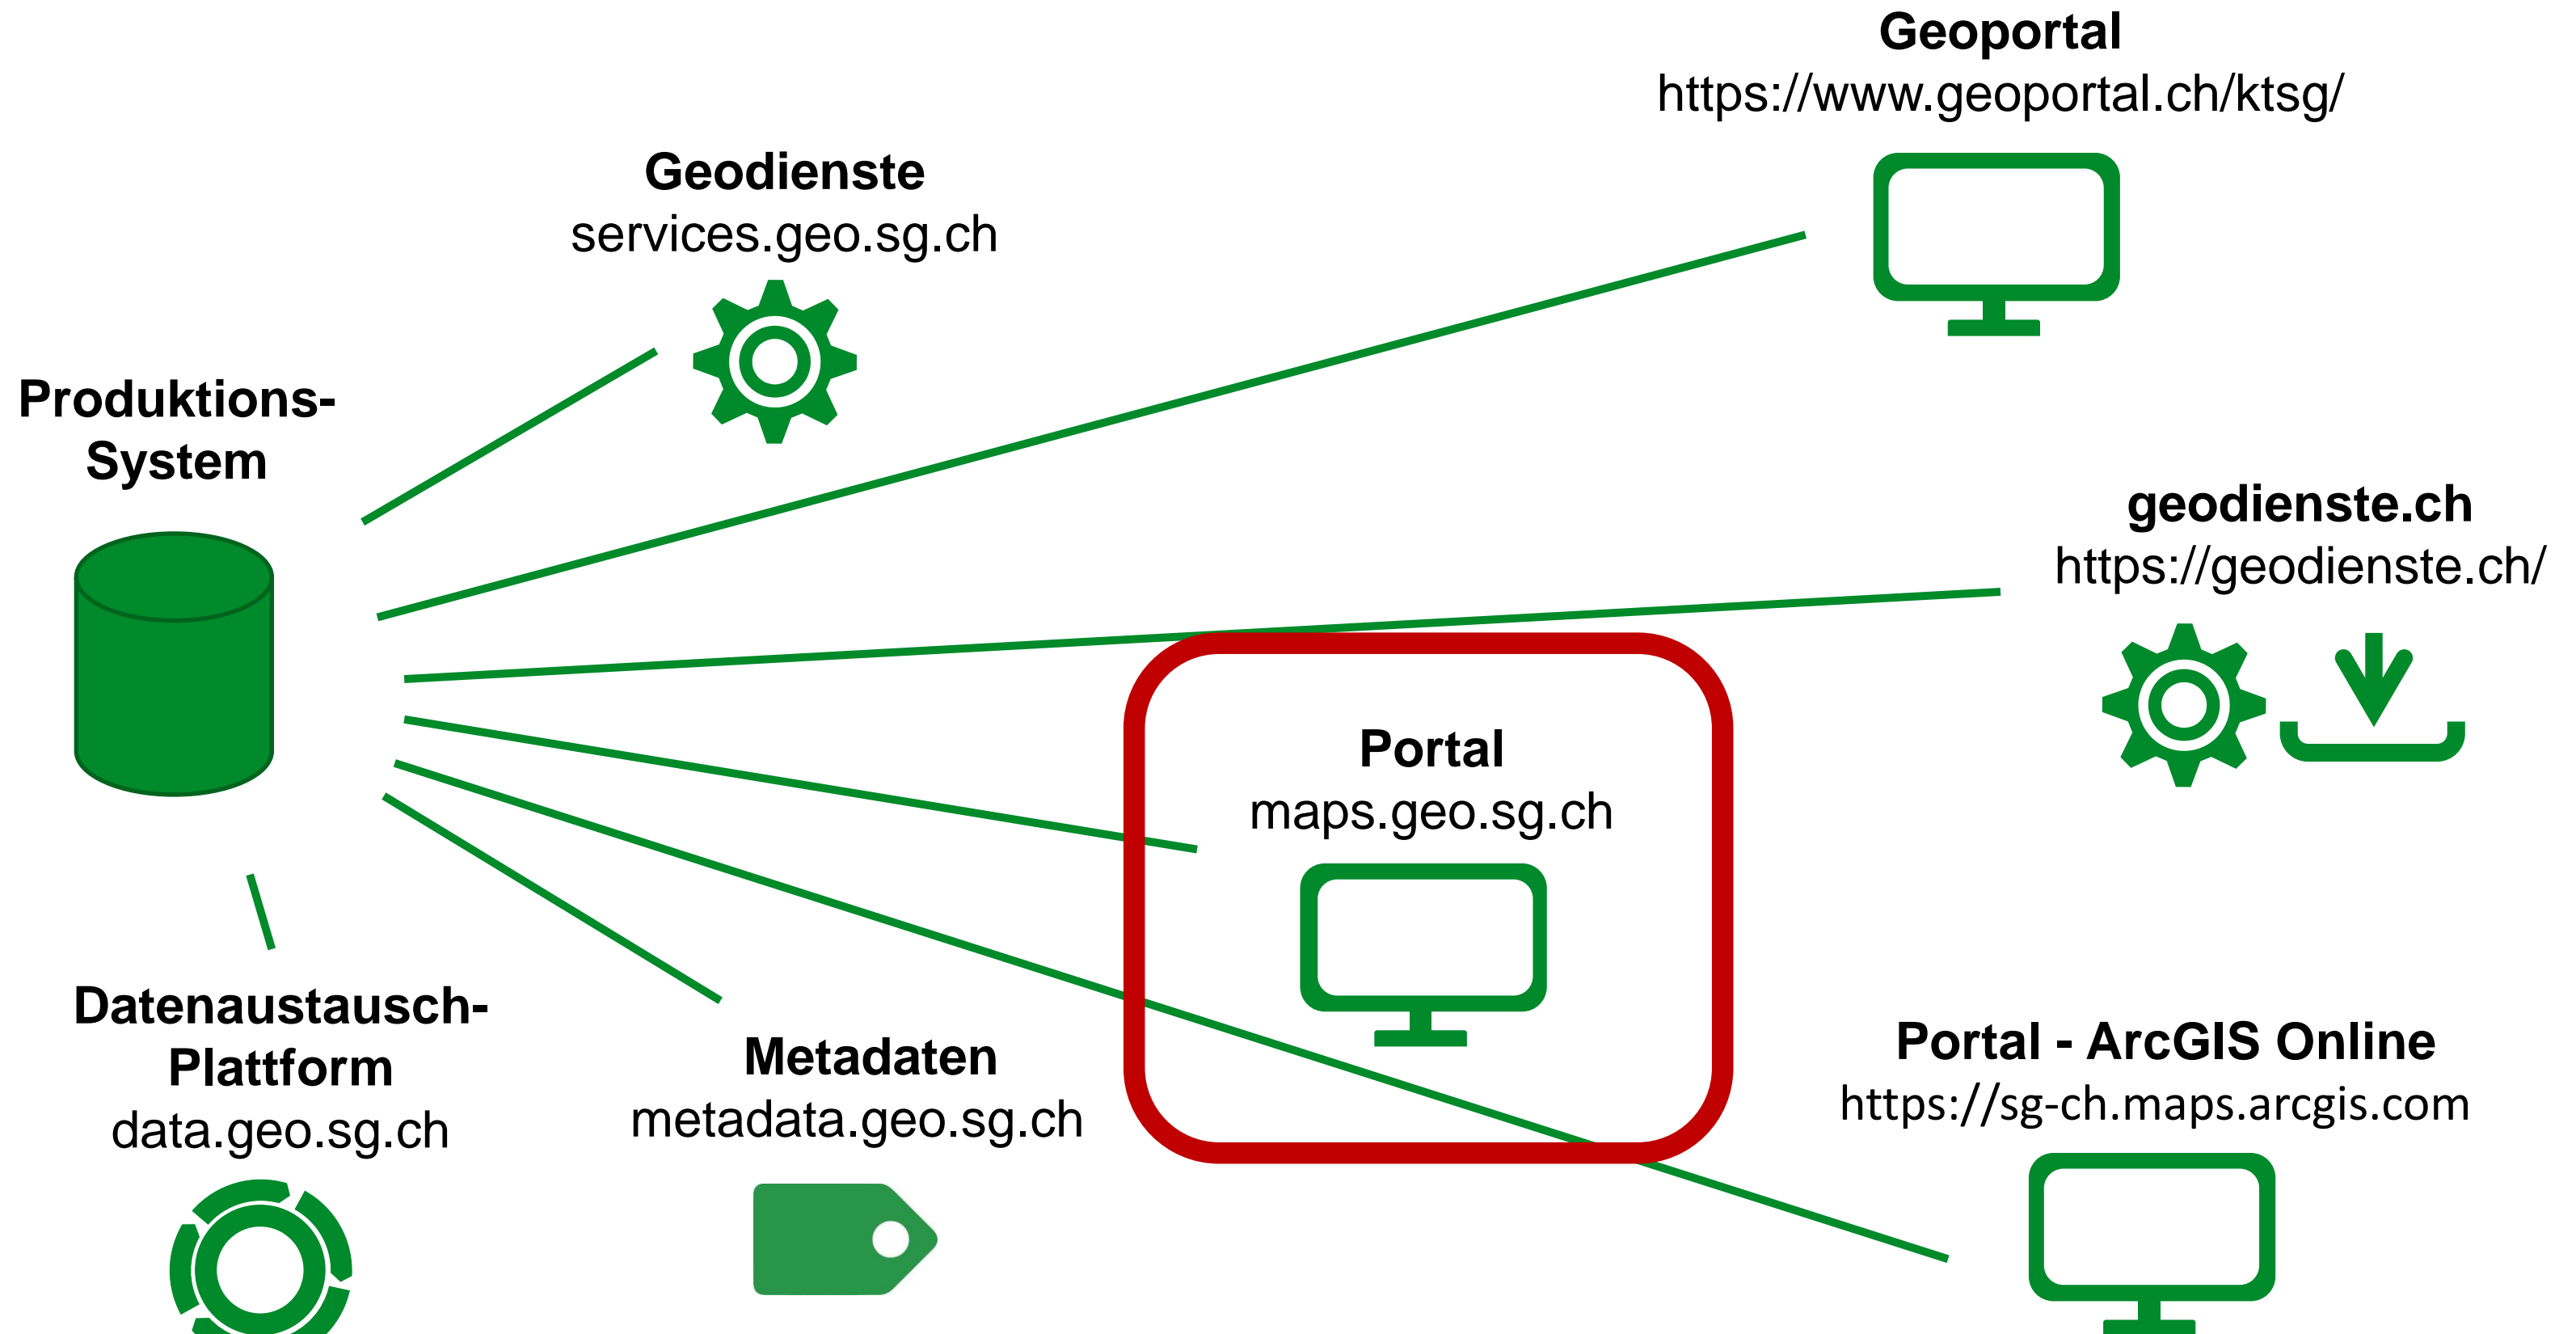 Geoportal
https://www.geoportal.ch/ktsg/
Geodienste
services.geo.sg.ch
Produktions-
System
geodienste.ch
https://geodienste.ch/
Portal
maps.geo.sg.ch
Datenaustausch-
Plattform
data.geo.sg.ch
Metadaten
metadata.geo.sg.ch
Portal - ArcGIS Online
https://sg-ch.maps.arcgis.com